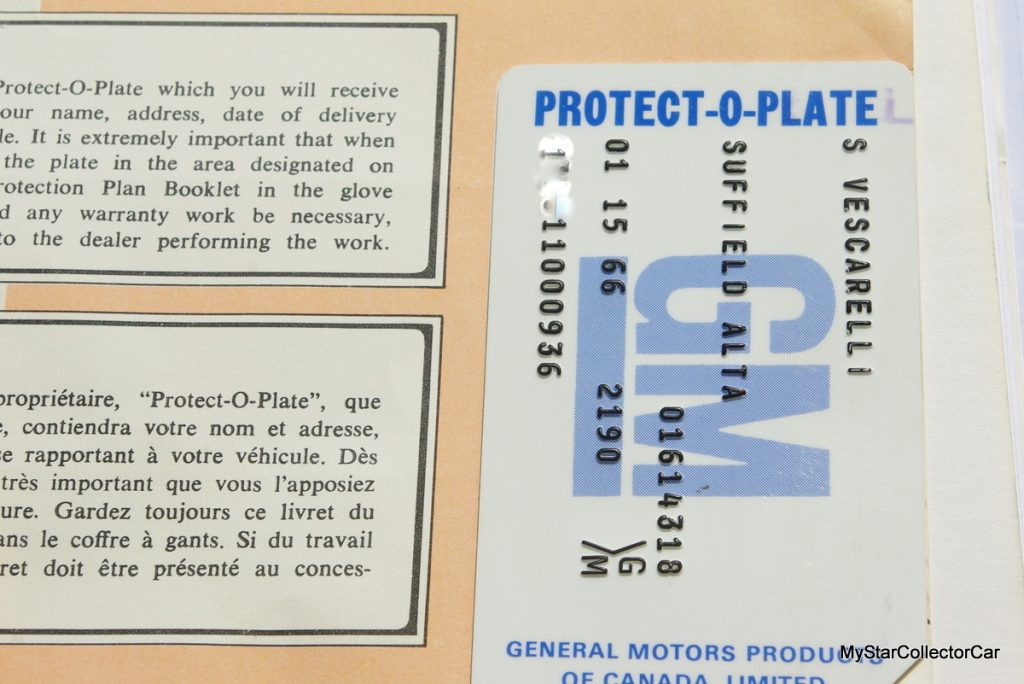 Protect-O-Plate which you will receive
our name, address, date of delivery
le. It is extremely important that when
the plate in the area designated on
rotection Plan Booklet in the glove
d any warranty work be necessary,
to the dealer performing the work.
propriétaire, “Protect-O-Plate”, que
e, contiendra votre nom et adresse,
se rapportant à votre véhicule. Dès
très important que vous l'apposiez
ure. Gardez toujours ce livret du
ans le coffre à gants. Si du travail
ret doit être présenté au conces-
PROTECT-O-PLATE
S VESCARELLI
SUFFIELD ALTA
01614318
01 15 66 2190
11000936
GM
G/M
GENERAL MOTORS PRODUCTS
OF CANADA, LIMITED
MyStarCollectorCar